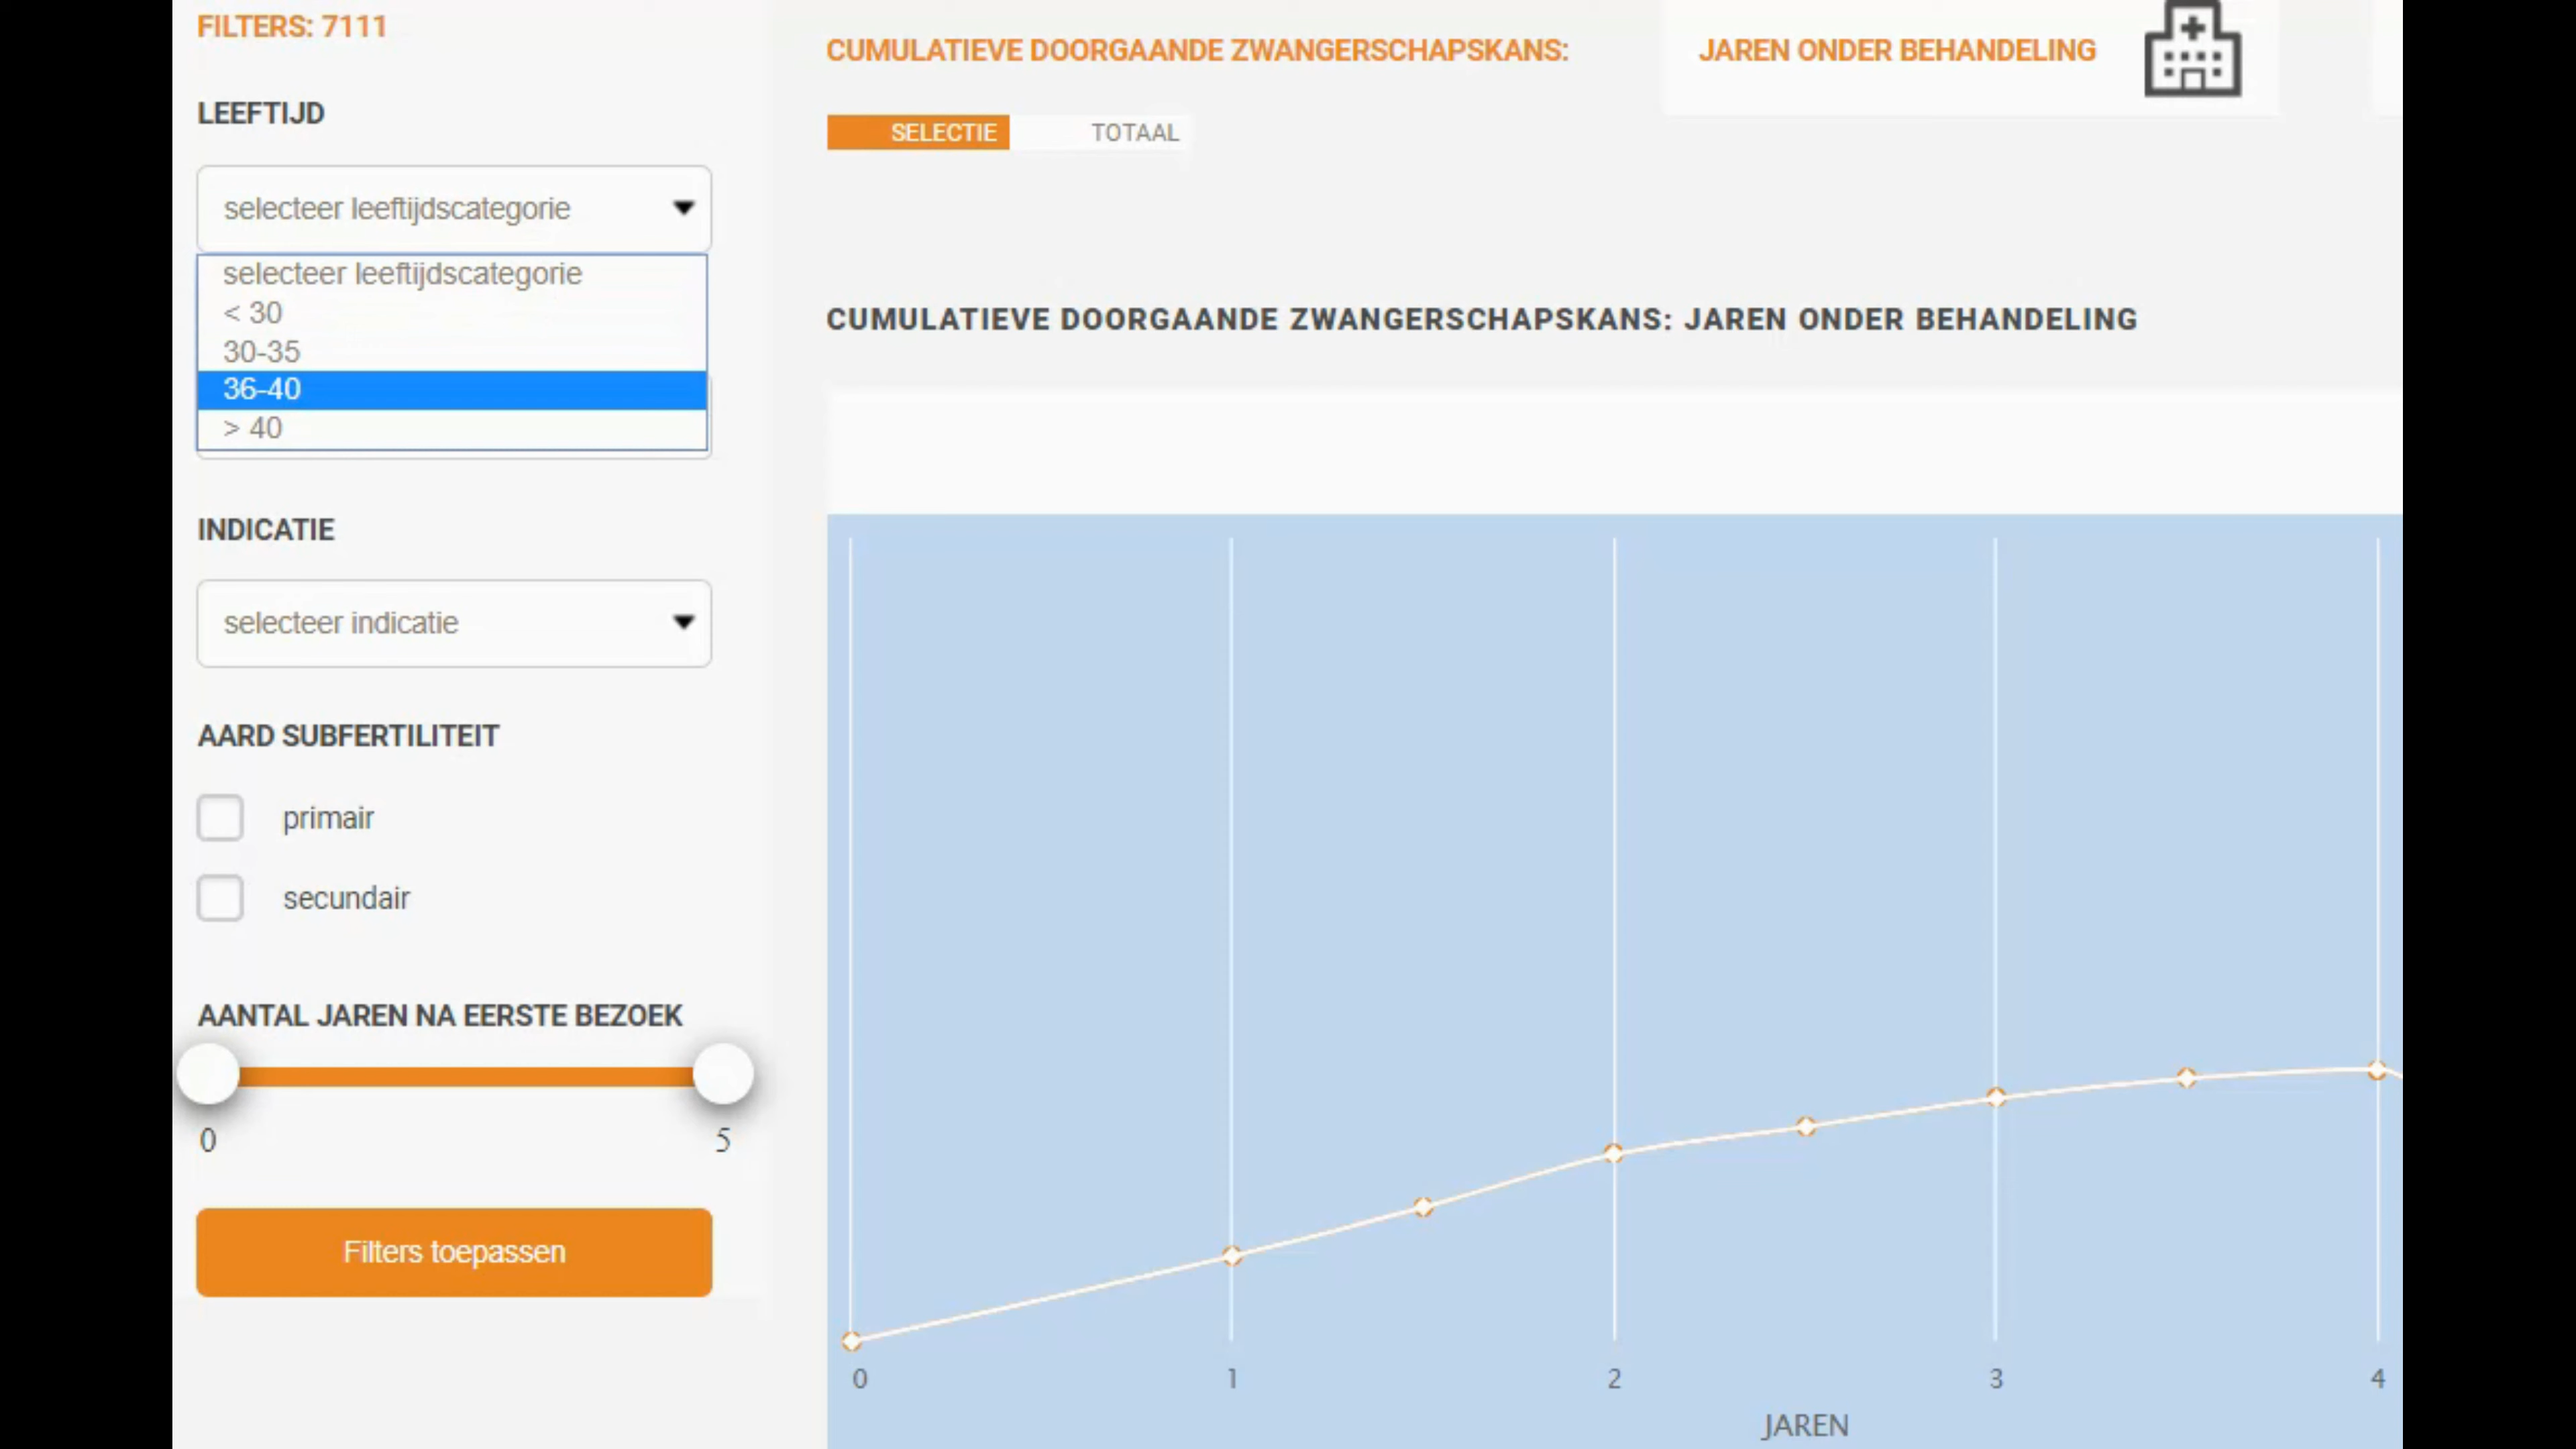 FILTERS: 7111
LEEFTIJD
selecteer leeftijdscategorie
selecteer leeftijdscategorie
< 30
30-35
36-40
> 40
INDICATIE
selecteer indicatie
AARD SUBFERTILITEIT
primair
secundair
AANTAL JAREN NA EERSTE BEZOEK
0 5
Filters toepassen
CUMULATIEVE DOORGAANDE ZWANGERSCHAPSKANS:
JAREN ONDER BEHANDELING
SELECTIE TOTAAL
CUMULATIEVE DOORGAANDE ZWANGERSCHAPSKANS: JAREN ONDER BEHANDELING
0 1 2 3 4
JAREN